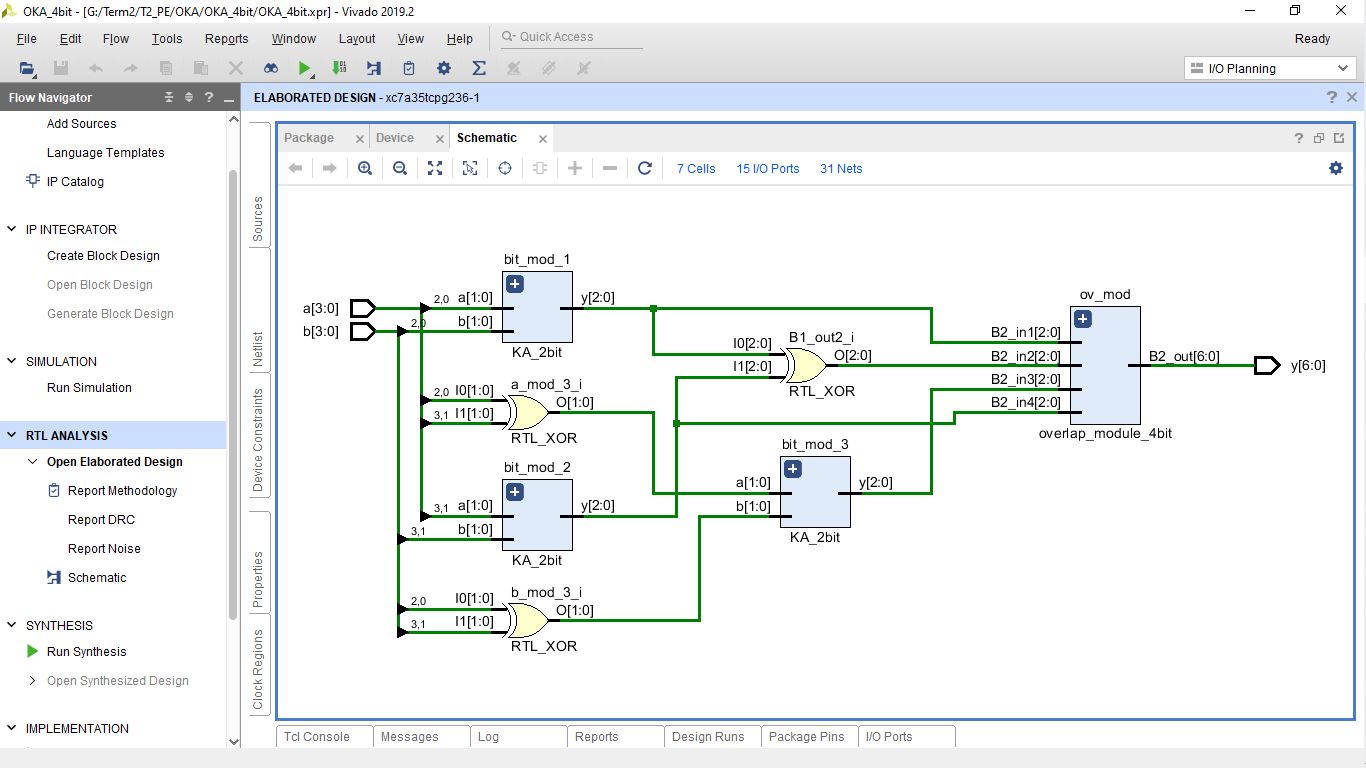 OKA_4bit - [G:/Term2/T2_PE/OKA/OKA_4bit/OKA_4bit.xpr] - Vivado 2019.2
File Edit Flow Tools Reports Window Layout View Help Quick Access Ready
I/O Planning
Flow Navigator
Add Sources
Language Templates
IP Catalog
IP INTEGRATOR
Create Block Design
Open Block Design
Generate Block Design
SIMULATION
Run Simulation
RTL ANALYSIS
Open Elaborated Design
Report Methodology
Report DRC
Report Noise
Schematic
SYNTHESIS
Run Synthesis
Open Synthesized Design
IMPLEMENTATION
ELABORATED DESIGN - xc7a35tcpg236-1
Sources
Netlist
Device Constraints
Properties
Clock Regions
Package Device Schematic
7 Cells 15 I/O Ports 31 Nets
a[3:0]
b[3:0]
bit_mod_1
2,0 a[1:0] y[2:0]
2,0 b[1:0]
KA_2bit
a_mod_3_i
2,0 I0[1:0] O[1:0]
3,1 I1[1:0]
RTL_XOR
bit_mod_2
3,1 a[1:0] y[2:0]
3,1 b[1:0]
KA_2bit
b_mod_3_i
2,0 I0[1:0] O[1:0]
3,1 I1[1:0]
RTL_XOR
B1_out2_i
I0[2:0] O[2:0]
I1[2:0]
RTL_XOR
bit_mod_3
a[1:0] y[2:0]
b[1:0]
KA_2bit
ov_mod
B2_in1[2:0]
B2_in2[2:0] B2_out[6:0]
B2_in3[2:0]
B2_in4[2:0]
overlap_module_4bit
y[6:0]
Tcl Console Messages Log Reports Design Runs Package Pins I/O Ports